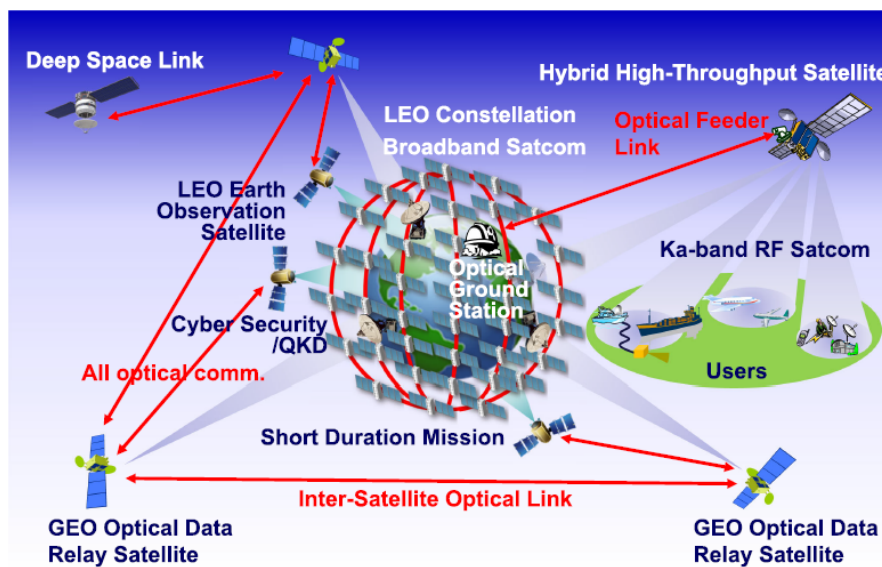 Deep Space Link
Hybrid High-Throughput Satellite
LEO Constellation
Broadband Satcom
Optical Feeder
Link
LEO Earth
Observation
Satellite
Ka-band RF Satcom
Optical
Ground
Station
Cyber Security
/QKD
All optical comm.
Users
Short Duration Mission
Inter-Satellite Optical Link
GEO Optical Data
Relay Satellite
GEO Optical Data
Relay Satellite